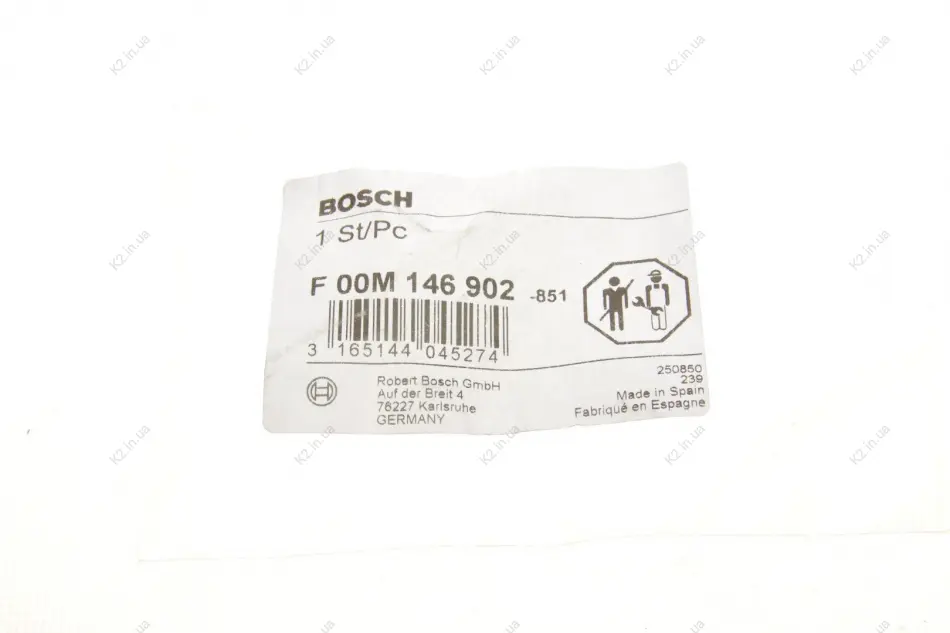 BOSCH
1 St/Pc
F 00M 146 902 -851
3 165144 045274
Robert Bosch GmbH
Auf der Breit 4
76227 Karlsruhe
GERMANY
250850
239
Made in Spain
Fabriqué en Espagne
K2.in.ua